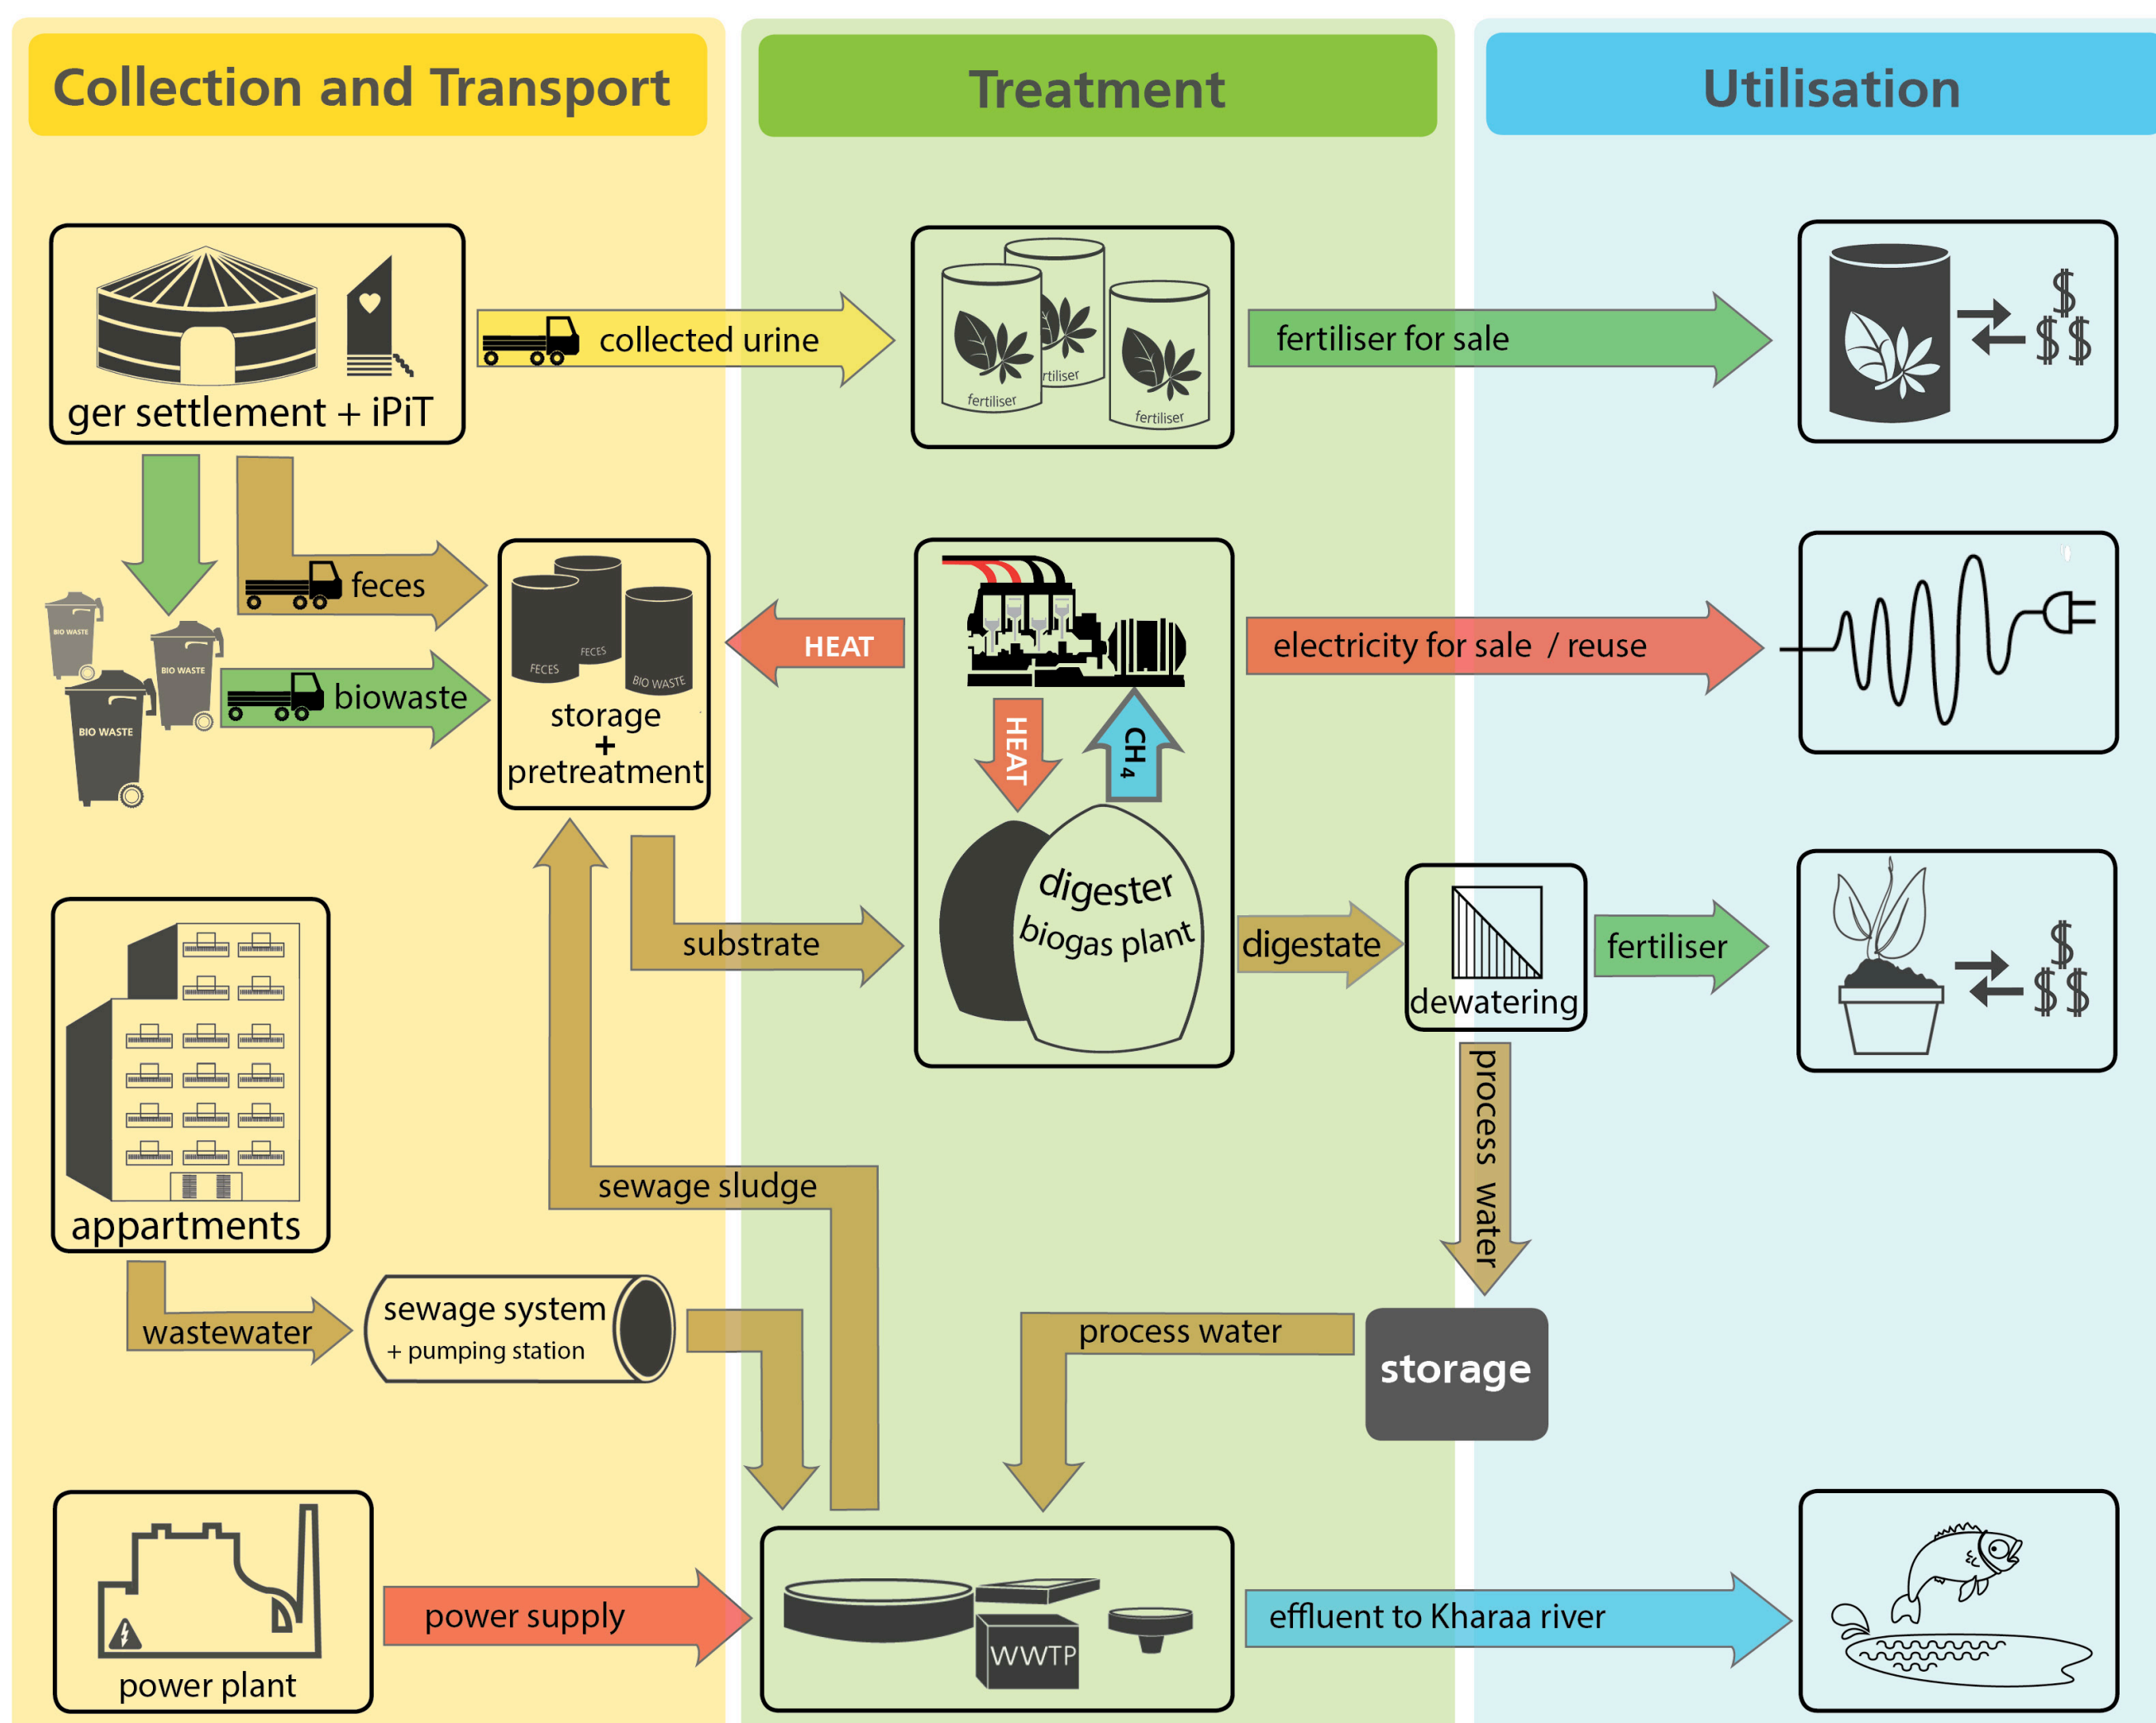 Collection and Transport
Treatment
Utilisation
ger settlement + iPiT
collected urine
fertiliser
rtiliser
fertiliser
fertiliser for sale
feces
BIO WASTE
BIO WASTE
BIO WASTE
biowaste
FECES
FECES
BIO WASTE
storage
+
pretreatment
HEAT
HEAT
CH4
electricity for sale / reuse
substrate
digester
biogas plant
digestate
dewatering
fertiliser
process water
appartments
sewage sludge
wastewater
sewage system
+ pumping station
process water
storage
power plant
power supply
WWTP
effluent to Kharaa river
$
$$
$
$$